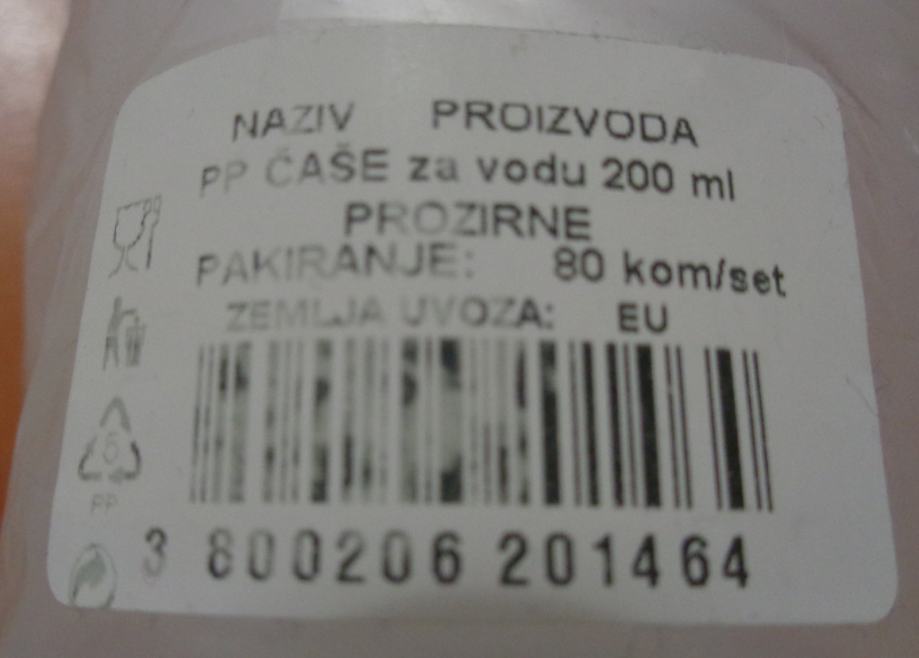 NAZIV PROIZVODA
PP ČAŠE za vodu 200 ml
PROZIRNE
PAKIRANJE: 80 kom/set
ZEMLJA UVOZA: EU
PP
3 800206 201464